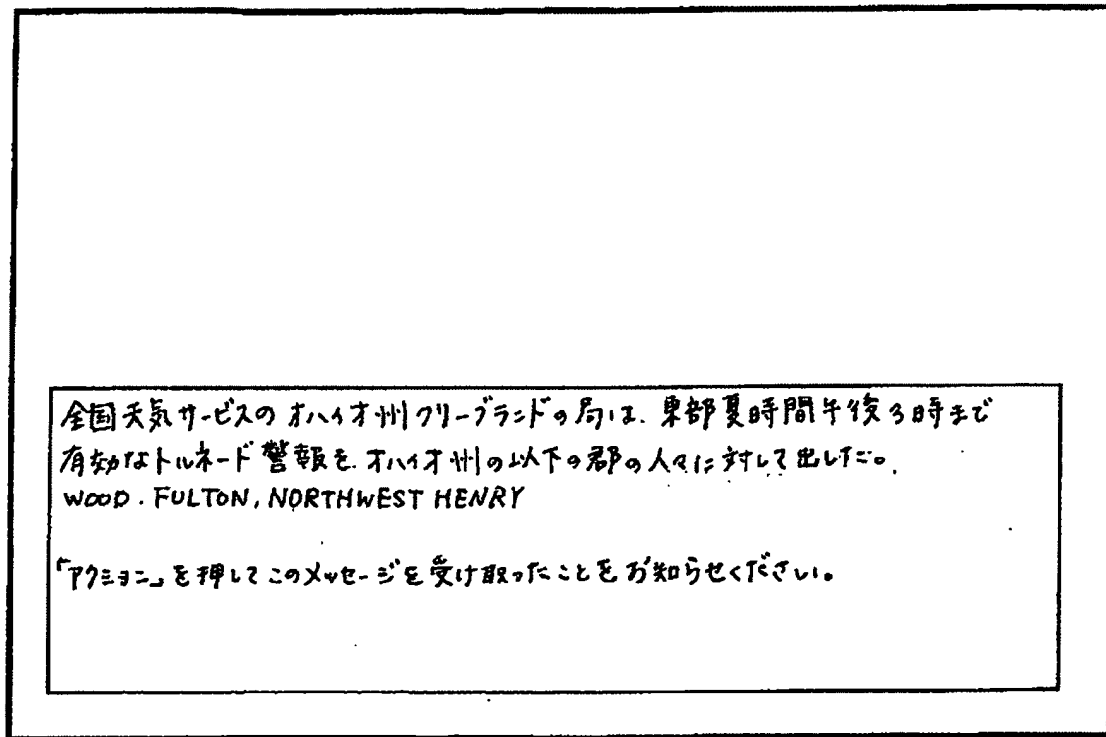 全国天気サービスのオハイオ州クリーブランドの局は、東部夏時間午後3時まで
有効なトルネード警報を、オハイオ州の以下の郡の人々に対して出した。
WOOD. FULTON, NORTHWEST HENRY
「アクション」を押してこのメッセージを受け取ったことをお知らせください。